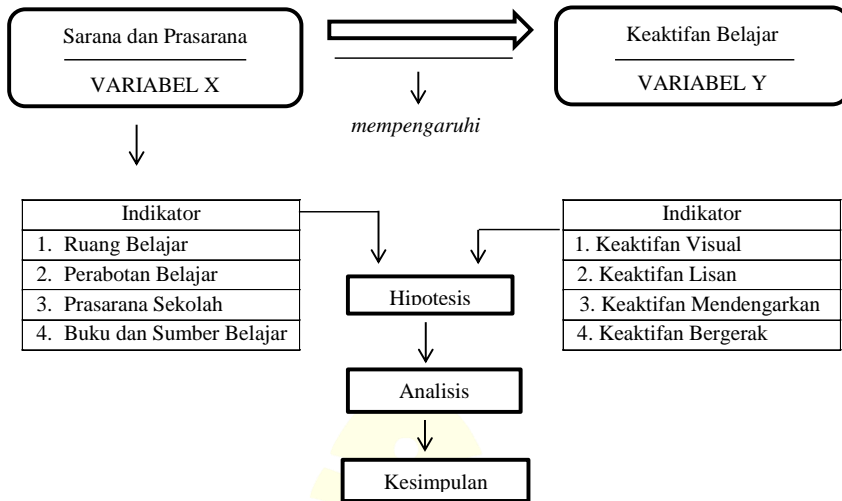 Sarana dan Prasarana
VARIABEL X
Keaktifan Belajar
VARIABEL Y
mempengaruhi
Indikator
1. Ruang Belajar
2. Perabotan Belajar
3. Prasarana Sekolah
4. Buku dan Sumber Belajar
Indikator
1. Keaktifan Visual
2. Keaktifan Lisan
3. Keaktifan Mendengarkan
4. Keaktifan Bergerak
Hipotesis
Analisis
Kesimpulan